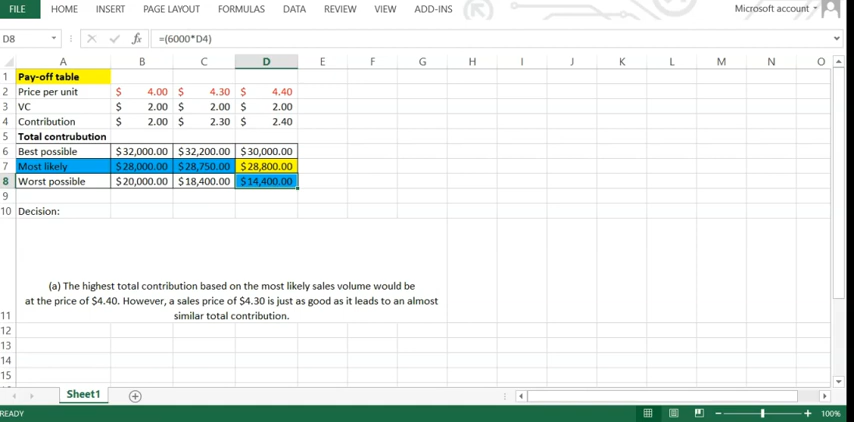 FILE HOME INSERT PAGE LAYOUT FORMULAS DATA REVIEW VIEW ADD-INS Microsoft account
D8 fx =(6000*D4)
A B C D E F G H I J K L M N O
1 Pay-off table
2 Price per unit $ 4.00 $ 4.30 $ 4.40
3 VC $ 2.00 $ 2.00 $ 2.00
4 Contribution $ 2.00 $ 2.30 $ 2.40
5 Total contrubution
6 Best possible $32,000.00 $32,200.00 $30,000.00
7 Most likely $28,000.00 $28,750.00 $28,800.00
8 Worst possible $20,000.00 $18,400.00 $14,400.00
9
10 Decision:
(a) The highest total contribution based on the most likely sales volume would be
at the price of $4.40. However, a sales price of $4.30 is just as good as it leads to an almost
11 similar total contribution.
12
13
14
15
Sheet1
READY 100%